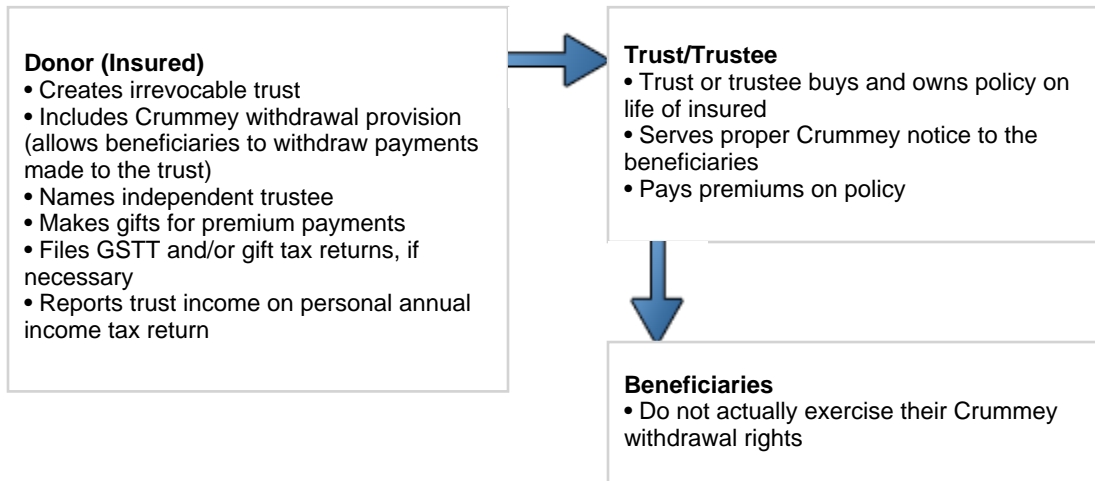 Donor (Insured)
• Creates irrevocable trust
• Includes Crummey withdrawal provision
(allows beneficiaries to withdraw payments
made to the trust)
• Names independent trustee
• Makes gifts for premium payments
• Files GSTT and/or gift tax returns, if
necessary
• Reports trust income on personal annual
income tax return
Trust/Trustee
• Trust or trustee buys and owns policy on
life of insured
• Serves proper Crummey notice to the
beneficiaries
• Pays premiums on policy
Beneficiaries
• Do not actually exercise their Crummey
withdrawal rights